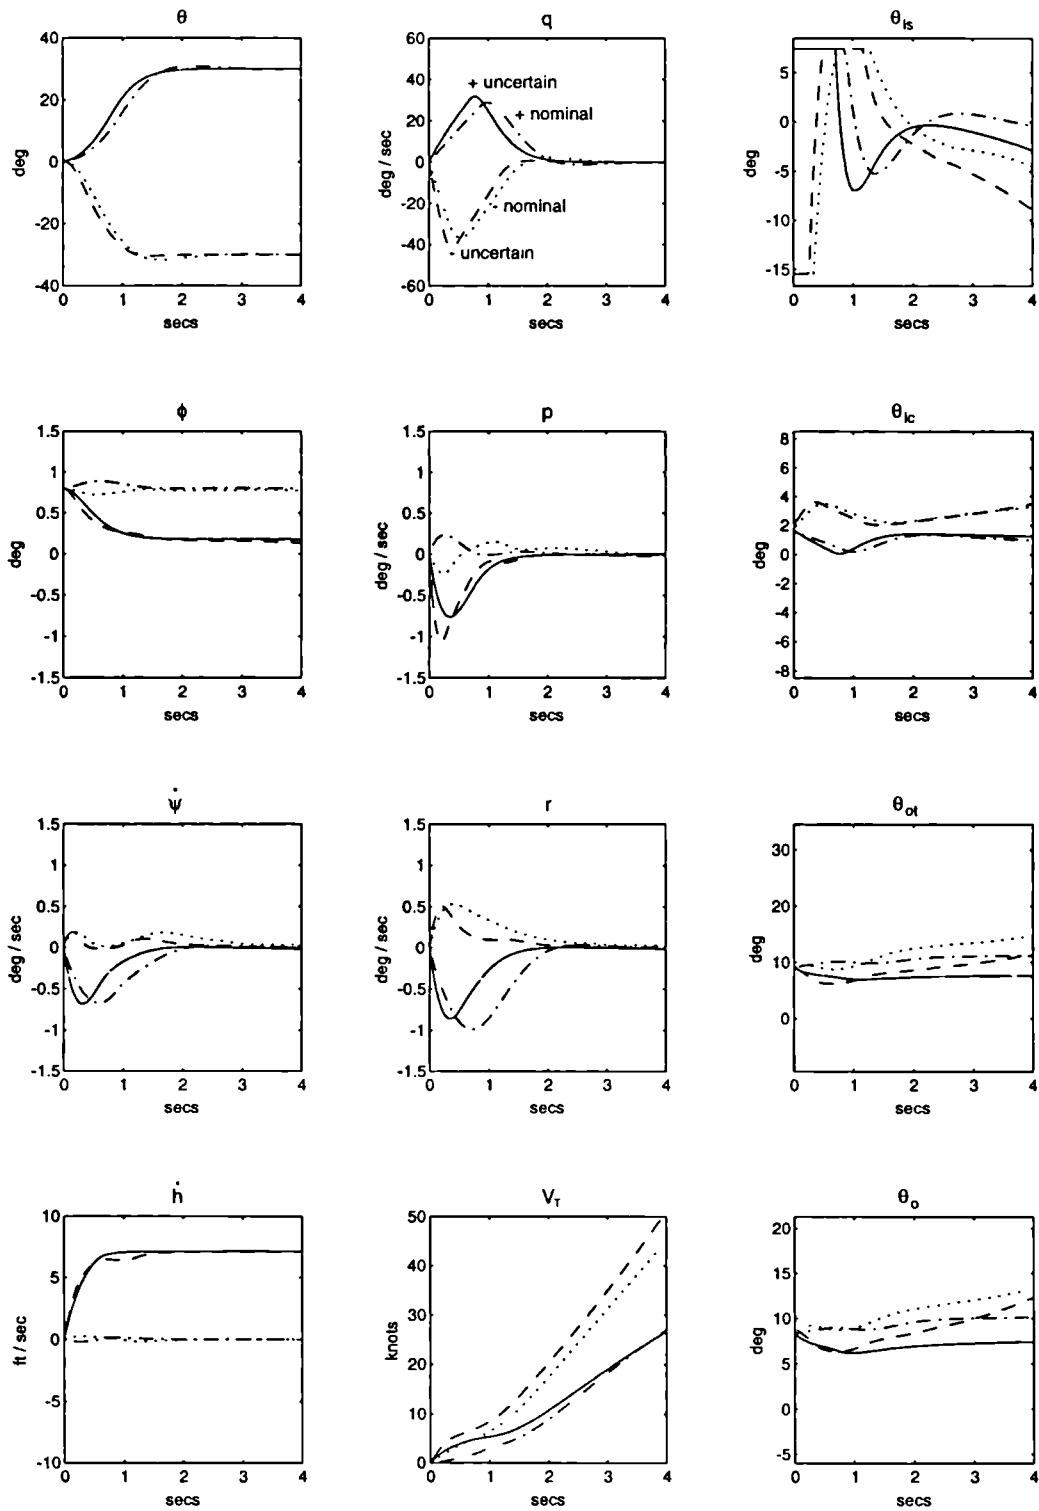 θ
40
20
0
-20
-40
deg
0 1 2 3 4
secs
q
60
40
20
0
-20
-40
-60
deg / sec
+ uncertain
+ nominal
- nominal
- uncertain
0 1 2 3 4
secs
θls
5
0
-5
-10
-15
deg
0 1 2 3 4
secs
ϕ
1.5
1
0.5
0
-0.5
-1
-1.5
deg
0 1 2 3 4
secs
p
1.5
1
0.5
0
-0.5
-1
-1.5
deg / sec
0 1 2 3 4
secs
θlc
8
6
4
2
0
-2
-4
-6
-8
deg
0 1 2 3 4
secs
ψ̇
1.5
1
0.5
0
-0.5
-1
-1.5
deg / sec
0 1 2 3 4
secs
r
1.5
1
0.5
0
-0.5
-1
-1.5
deg / sec
0 1 2 3 4
secs
θot
30
20
10
0
deg
0 1 2 3 4
secs
ḣ
10
5
0
-5
-10
ft / sec
0 1 2 3 4
secs
VT
50
40
30
20
10
0
knots
0 1 2 3 4
secs
θo
20
15
10
5
0
-5
deg
0 1 2 3 4
secs